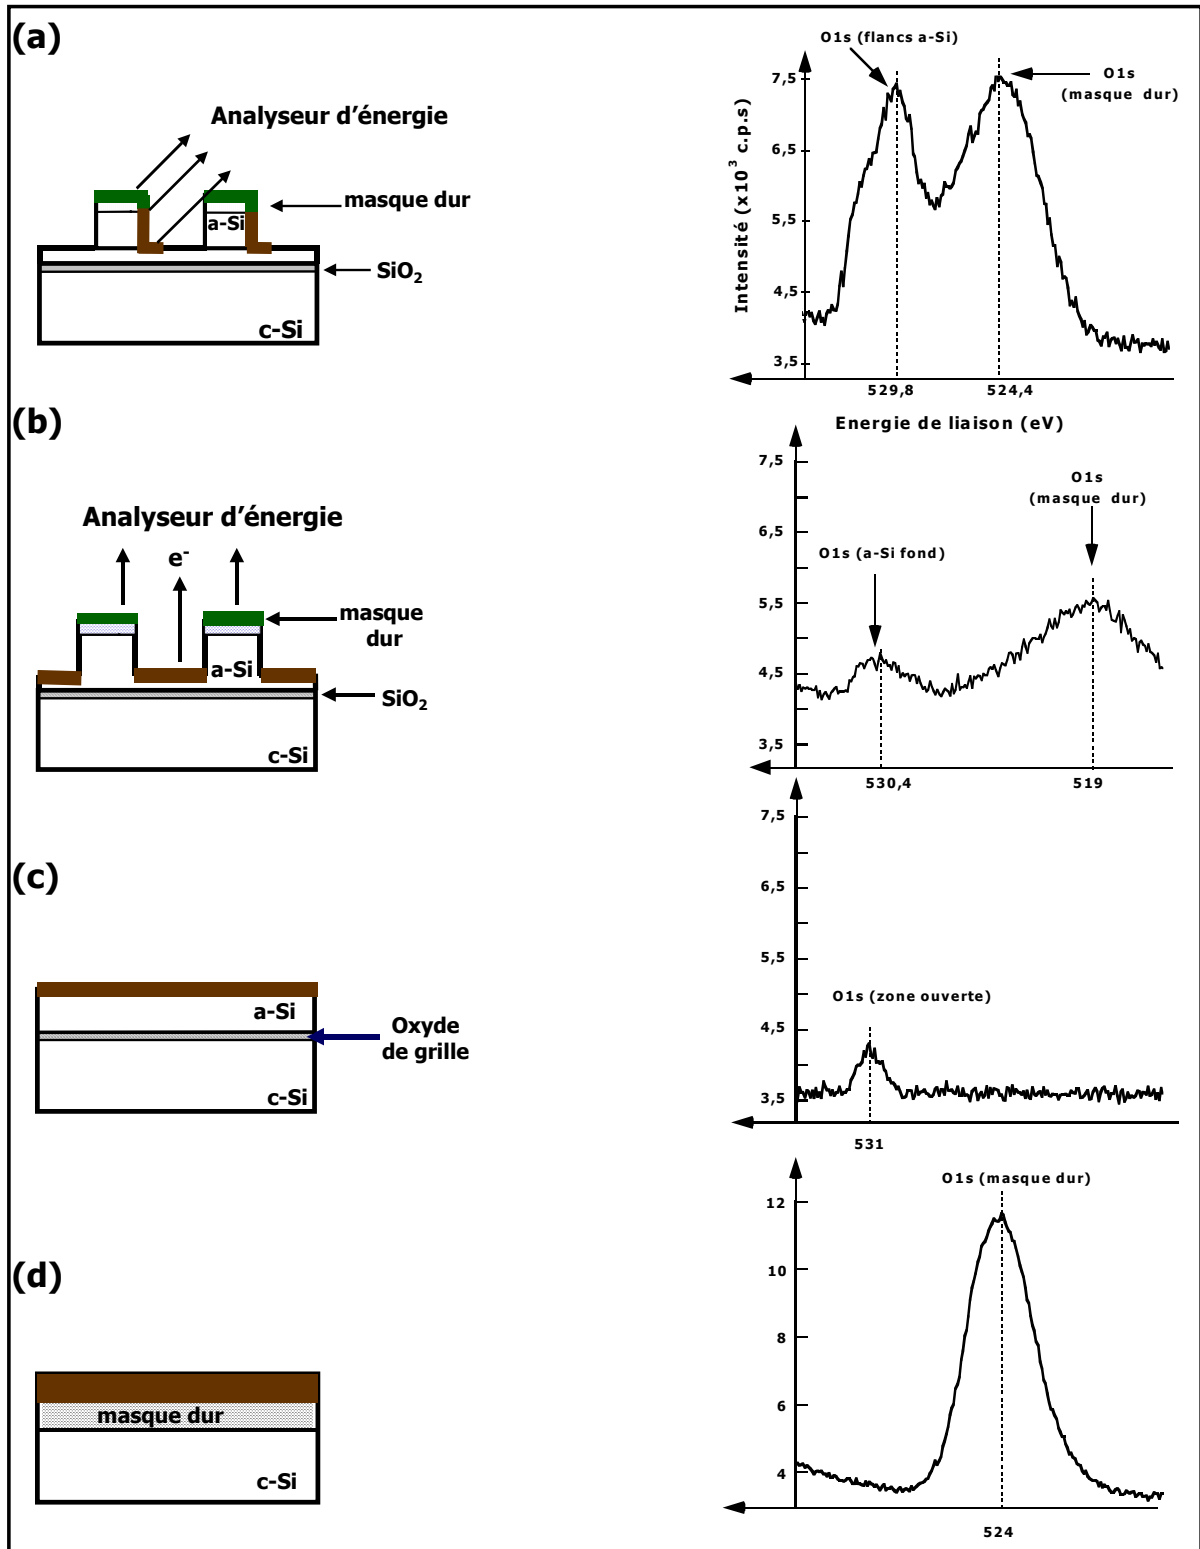 (a)
Analyseur d'énergie
masque dur
a-Si
SiO2
c-Si
O1s (flancs a-Si)
O1s
(masque dur)
Intensité (x10³ c.p.s)
7,5
6,5
5,5
4,5
3,5
529,8
524,4
Energie de liaison (eV)
(b)
Analyseur d'énergie
e-
masque
dur
a-Si
SiO2
c-Si
7,5
6,5
5,5
4,5
3,5
O1s
(masque dur)
O1s (a-Si fond)
530,4
519
(c)
a-Si
Oxyde
de grille
c-Si
7,5
6,5
5,5
4,5
3,5
O1s (zone ouverte)
531
(d)
masque dur
c-Si
O1s (masque dur)
12
10
8
6
4
524